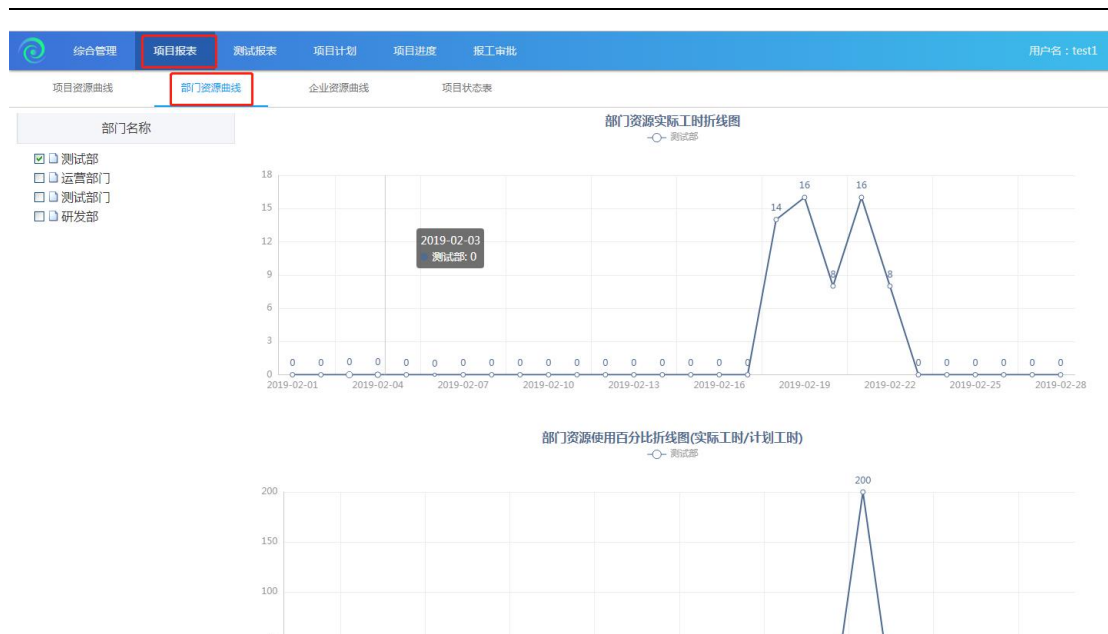 综合管理 项目报表 测试报表 项目计划 项目进度 报工审批 用户名：test1
项目资源曲线 部门资源曲线 企业资源曲线 项目状态表
部门名称
测试部
运营部门
测试部门
研发部
部门资源实际工时折线图
测试部
18
15
12
9
6
3
0
2019-02-03
测试部: 0
0 0 0 0 0 0 0 0 0 0 0 0 0 0 0 0 0 14 16 8 16 8 0 0 0 0 0 0
2019-02-01 2019-02-04 2019-02-07 2019-02-10 2019-02-13 2019-02-16 2019-02-19 2019-02-22 2019-02-25 2019-02-28
部门资源使用百分比折线图(实际工时/计划工时)
测试部
200
200
150
100